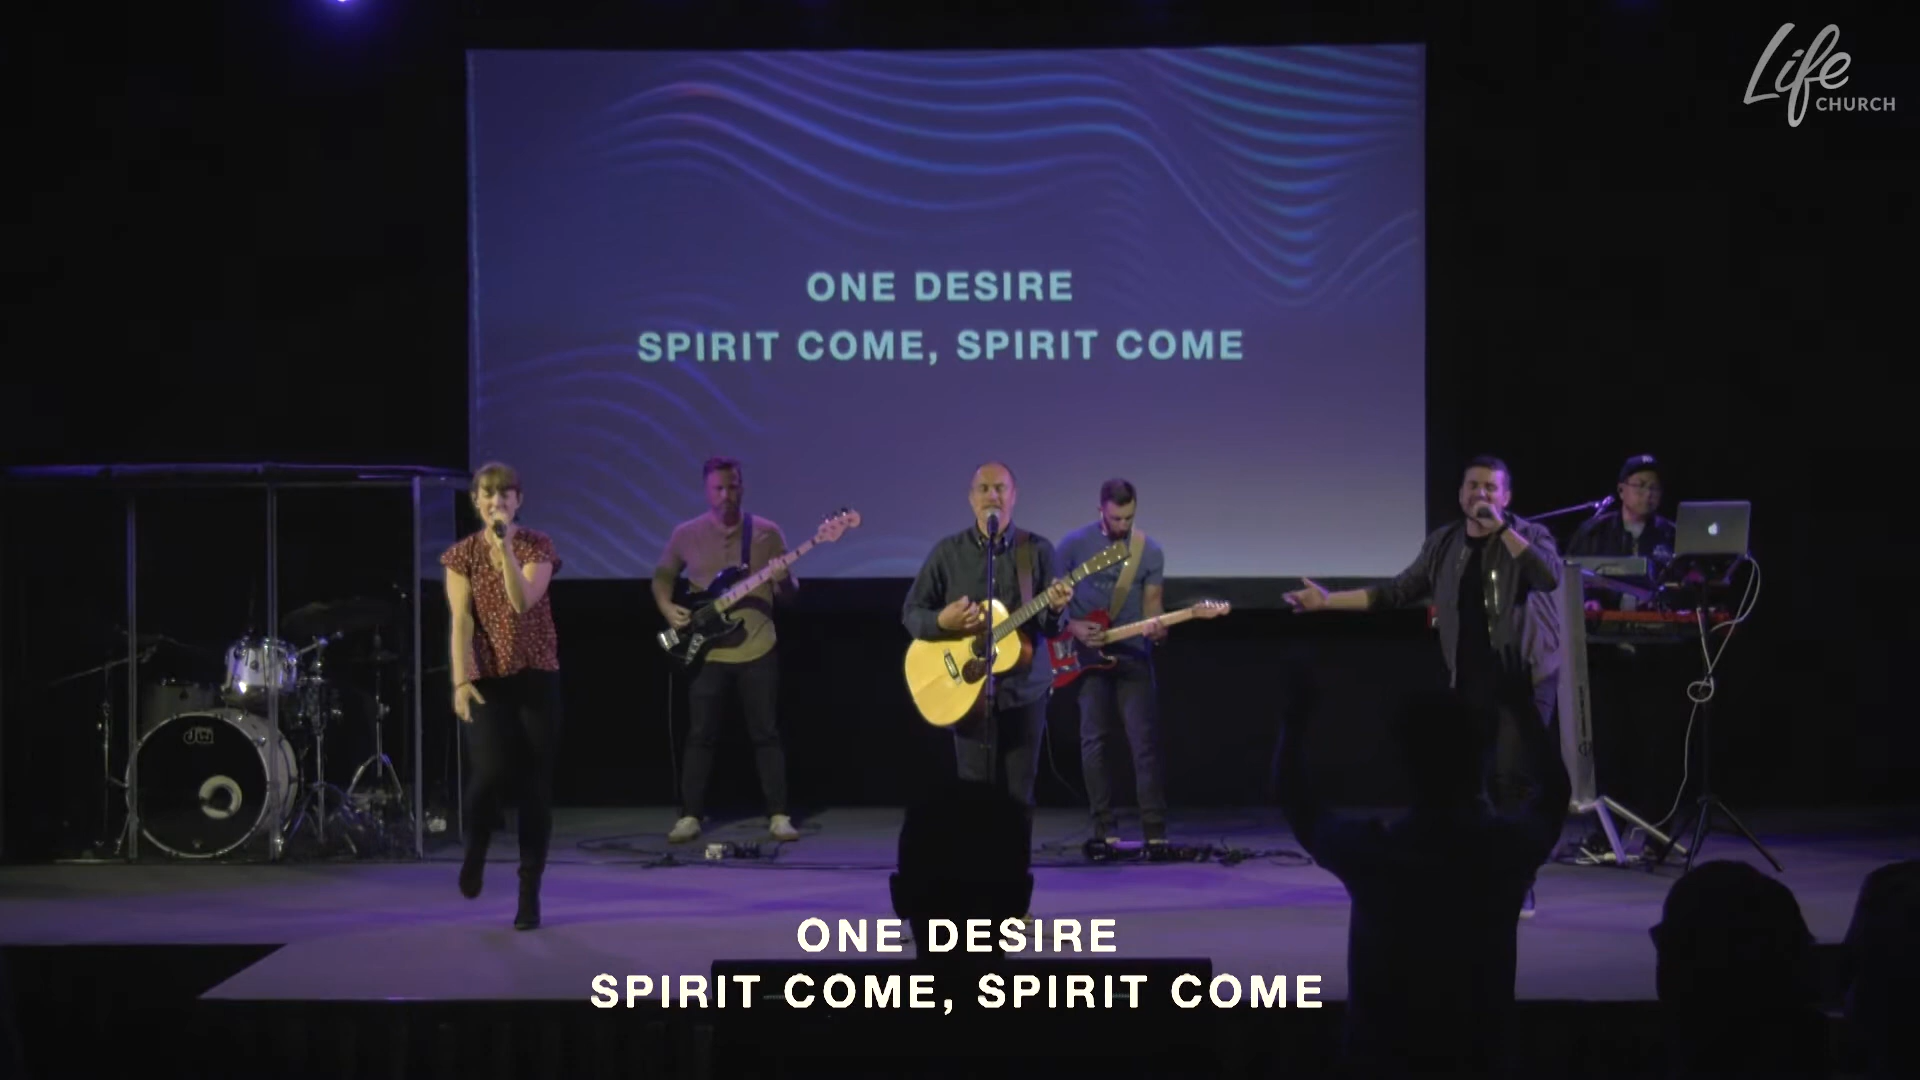 Life
CHURCH
ONE DESIRE
SPIRIT COME, SPIRIT COME
ONE DESIRE
SPIRIT COME, SPIRIT COME